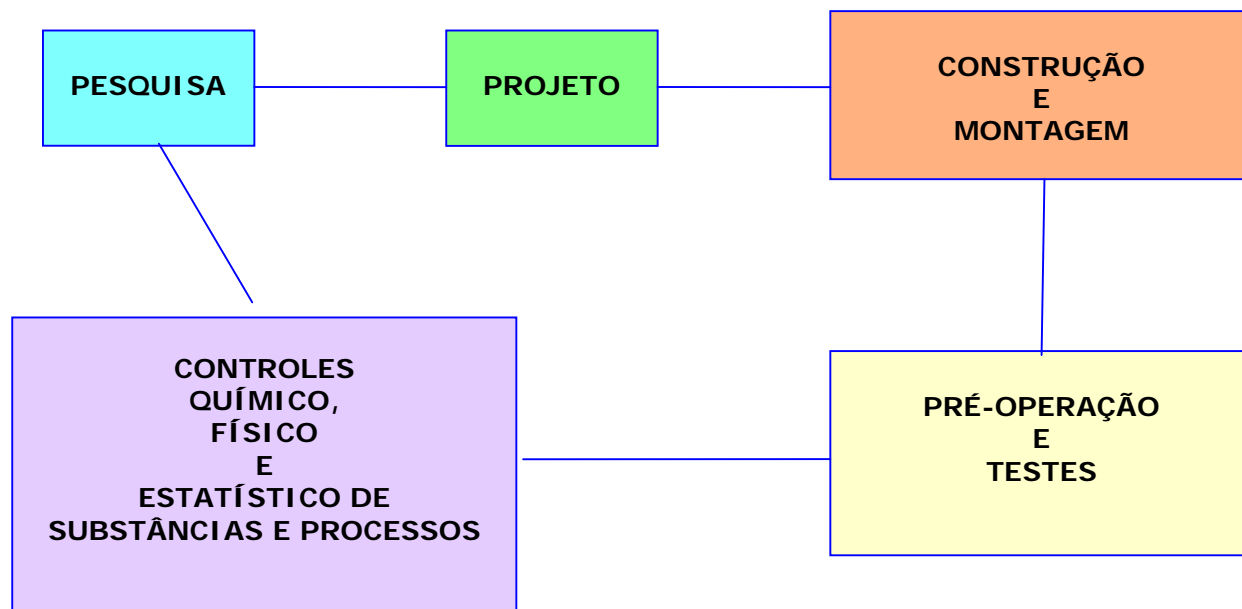 PESQUISA
PROJETO
CONSTRUÇÃO
E
MONTAGEM
CONTROLES
QUÍMICO,
FÍSICO
E
ESTATÍSTICO DE
SUBSTÂNCIAS E PROCESSOS
PRÉ-OPERAÇÃO
E
TESTES